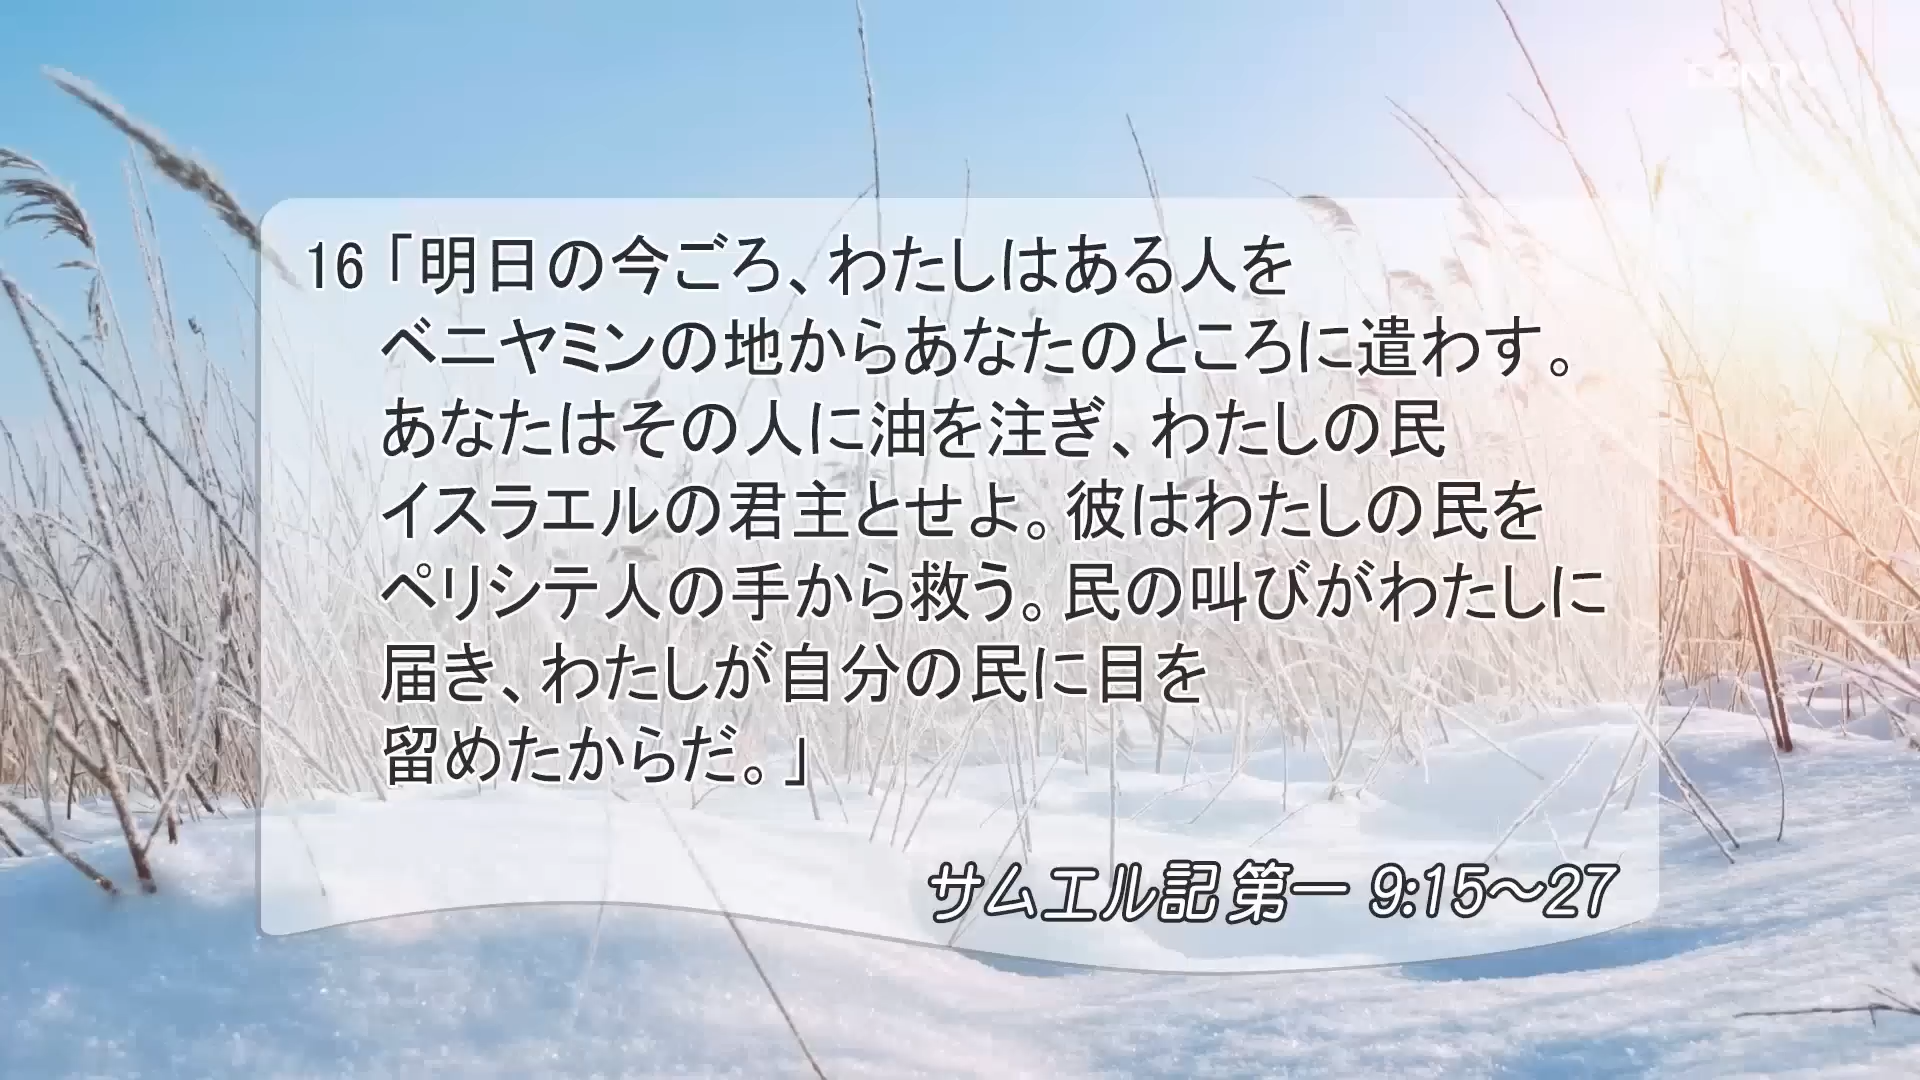 16「明日の今ごろ、わたしはある人を
ベニヤミンの地からあなたのところに遣わす。
あなたはその人に油を注ぎ、わたしの民
イスラエルの君主とせよ。彼はわたしの民を
ペリシテ人の手から救う。民の叫びがわたしに
届き、わたしが自分の民に目を
留めたからだ。」
サムエル記 第一 9:15～27